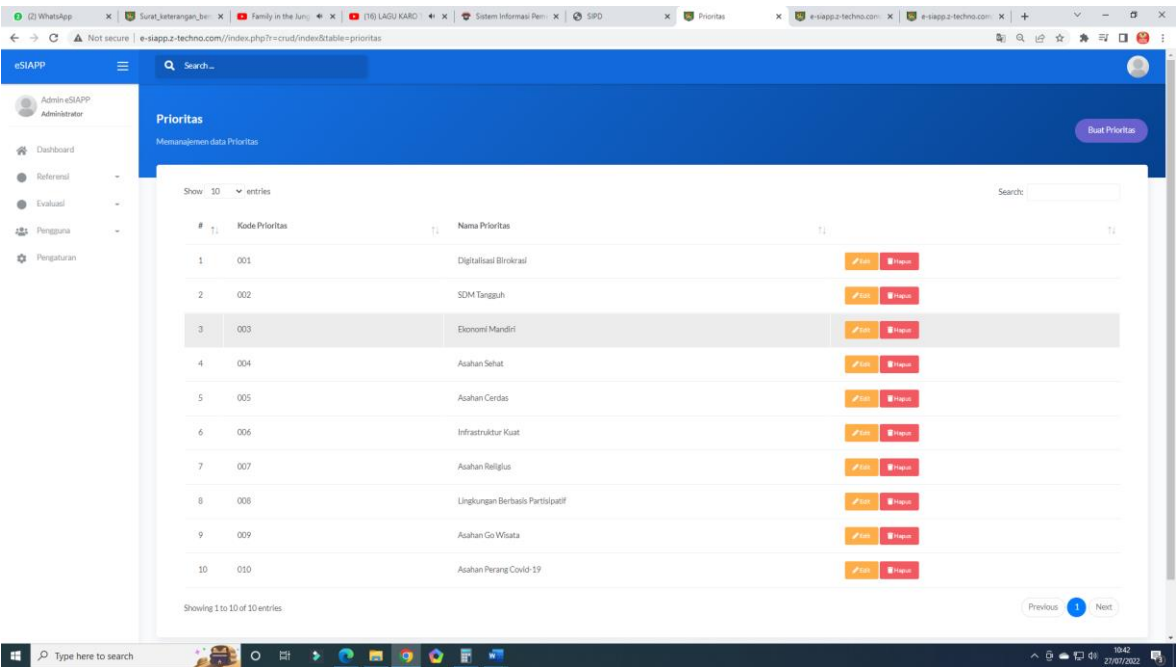 (2) WhatsApp
Surat_keterangan_be
Family in the Jung
(16) LAGU KARO
Sistem Informasi Pem
SIPD
Prioritas
e-siapp.z-techno.com
e-siapp.z-techno.com
Not secure | e-siapp.z-techno.com//index.php?r=crud/index&table=prioritas
eSIAPP
Search...
Admin eSIAPP
Administrator
Prioritas
Memanajemen data Prioritas
Buat Prioritas
Dashboard
Referensi
Evaluasi
Pengguna
Pengaturan
Show 10 entries
Search:
# Kode Prioritas Nama Prioritas
1 001 Digitalisasi Birokrasi Edit Hapus
2 002 SDM Tangguh Edit Hapus
3 003 Ekonomi Mandiri Edit Hapus
4 004 Asahan Sehat Edit Hapus
5 005 Asahan Cerdas Edit Hapus
6 006 Infrastruktur Kuat Edit Hapus
7 007 Asahan Religius Edit Hapus
8 008 Lingkungan Berbasis Partisipatif Edit Hapus
9 009 Asahan Go Wisata Edit Hapus
10 010 Asahan Perang Covid-19 Edit Hapus
Showing 1 to 10 of 10 entries
Previous 1 Next
Type here to search
10:42
27/07/2022